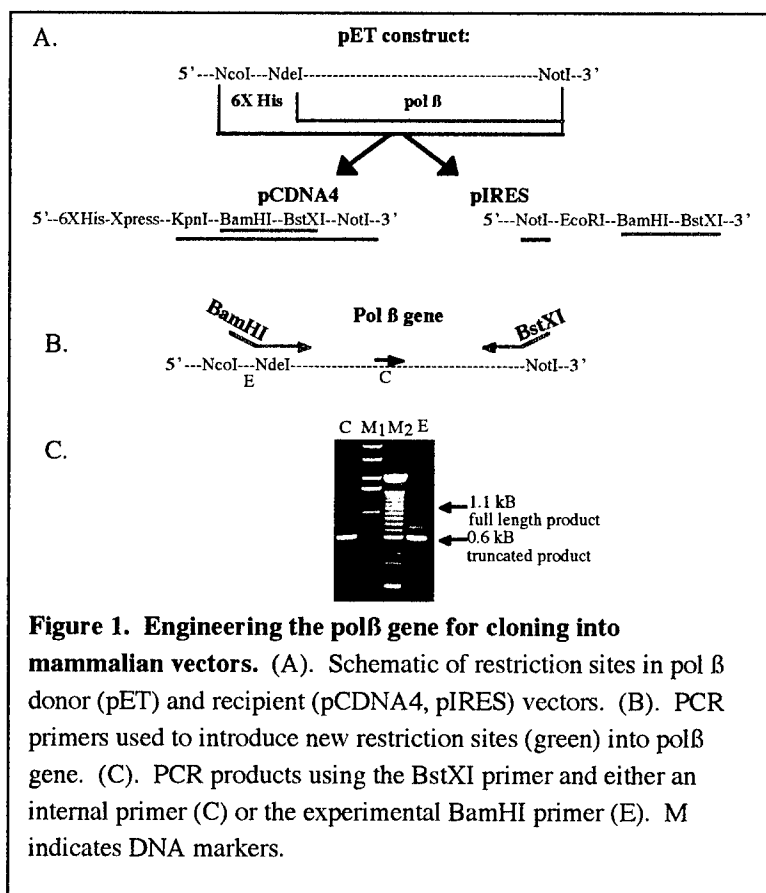 A.
pET construct:
5'---NcoI---NdeI------------------------------------------NotI--3'
6X His pol ß
pCDNA4 pIRES
5'--6XHis-Xpress--KpnI--BamHI--BstXI--NotI--3' 5'---NotI--EcoRI--BamHI--BstXI--3'
B.
BamHI Pol ß gene BstXI
5'---NcoI---NdeI------------------------------------------NotI--3'
E C
C.
C M1 M2 E
1.1 kB
full length product
0.6 kB
truncated product
Figure 1. Engineering the polß gene for cloning into
mammalian vectors. (A). Schematic of restriction sites in pol ß
donor (pET) and recipient (pCDNA4, pIRES) vectors. (B). PCR
primers used to introduce new restriction sites (green) into polß
gene. (C). PCR products using the BstXI primer and either an
internal primer (C) or the experimental BamHI primer (E). M
indicates DNA markers.